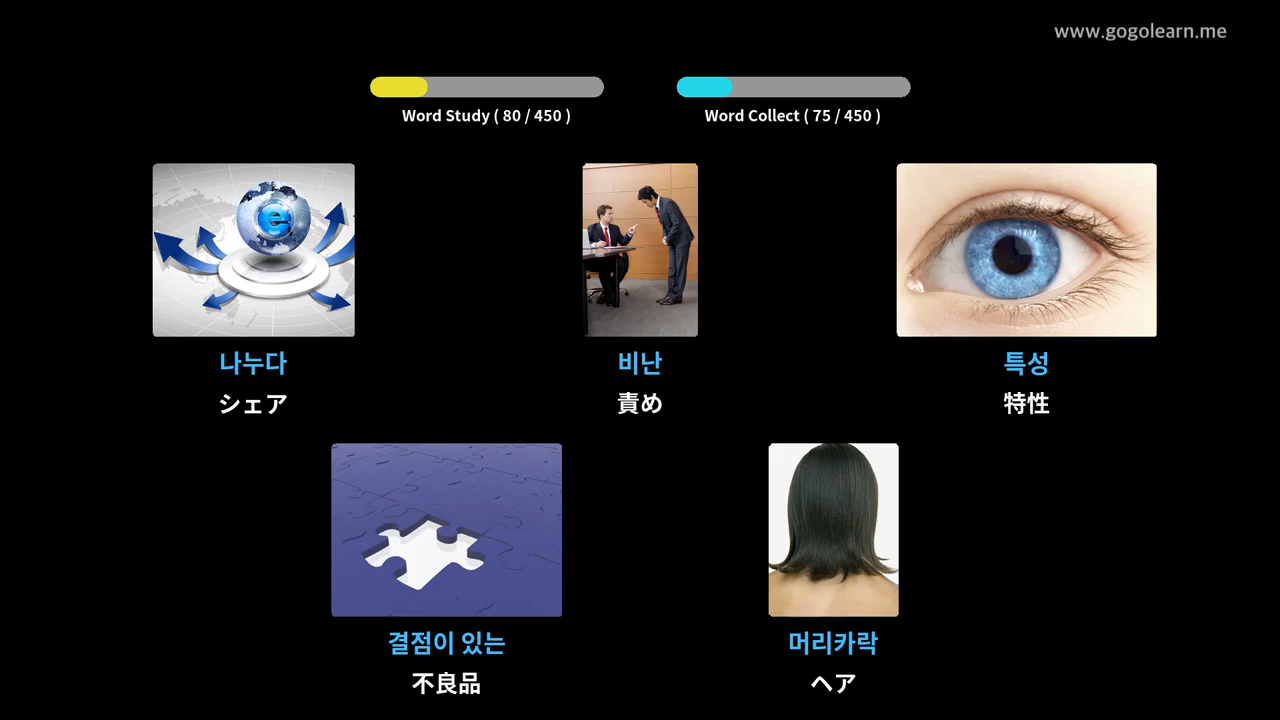 www.gogolearn.me
Word Study ( 80 / 450 )
Word Collect ( 75 / 450 )
e
나누다
シェア
비난
責め
특성
特性
결점이 있는
不良品
머리카락
ヘア